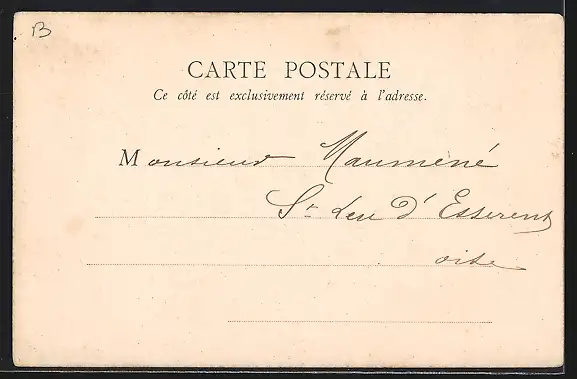 B
CARTE POSTALE
Ce côté est exclusivement réservé à l'adresse.
Monsieur Maumené
St Leu d'Esserent
oise